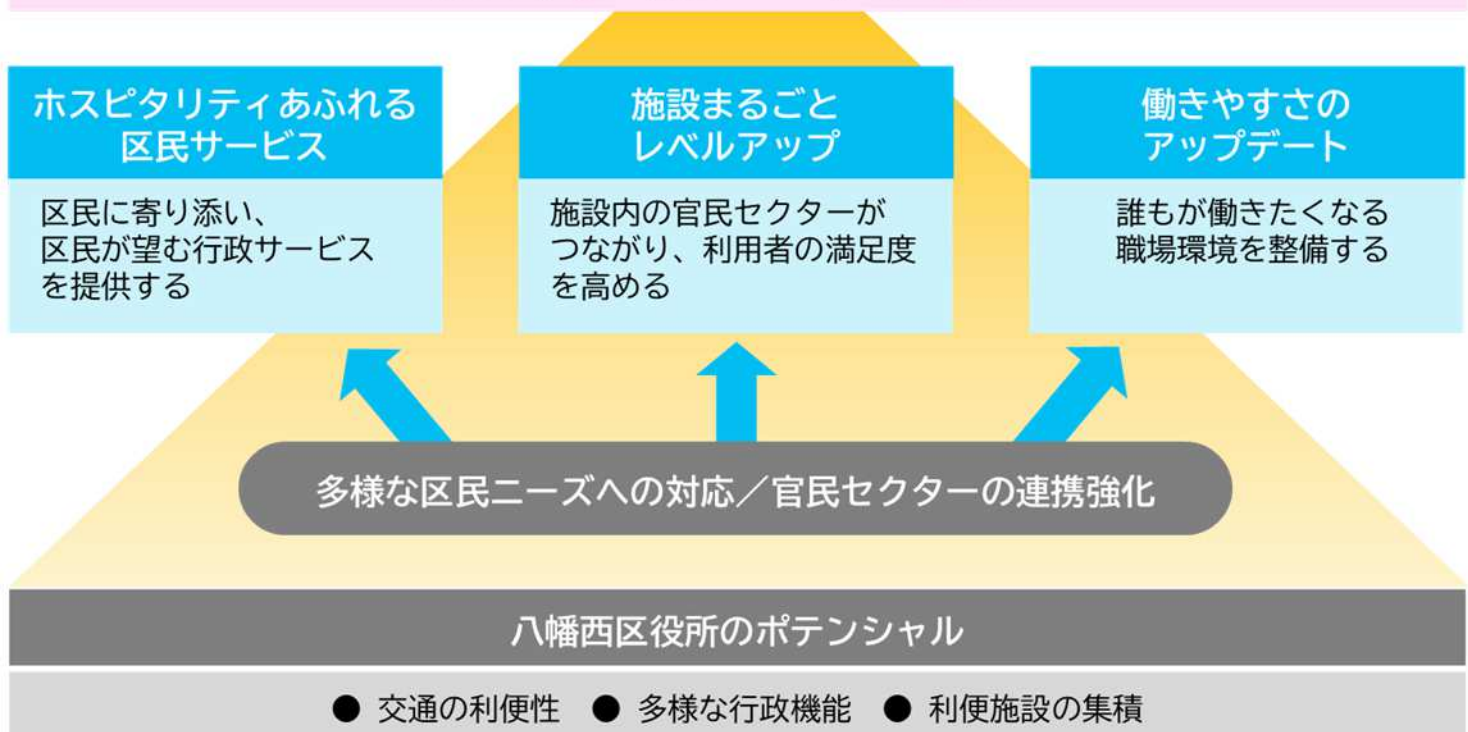 ホスピタリティあふれる
区民サービス
区民に寄り添い、
区民が望む行政サービス
を提供する
施設まるごと
レベルアップ
施設内の官民セクターが
つながり、利用者の満足度
を高める
働きやすさの
アップデート
誰もが働きたくなる
職場環境を整備する
多様な区民ニーズへの対応／官民セクターの連携強化
八幡西区役所のポテンシャル
● 交通の利便性 ● 多様な行政機能 ● 利便施設の集積